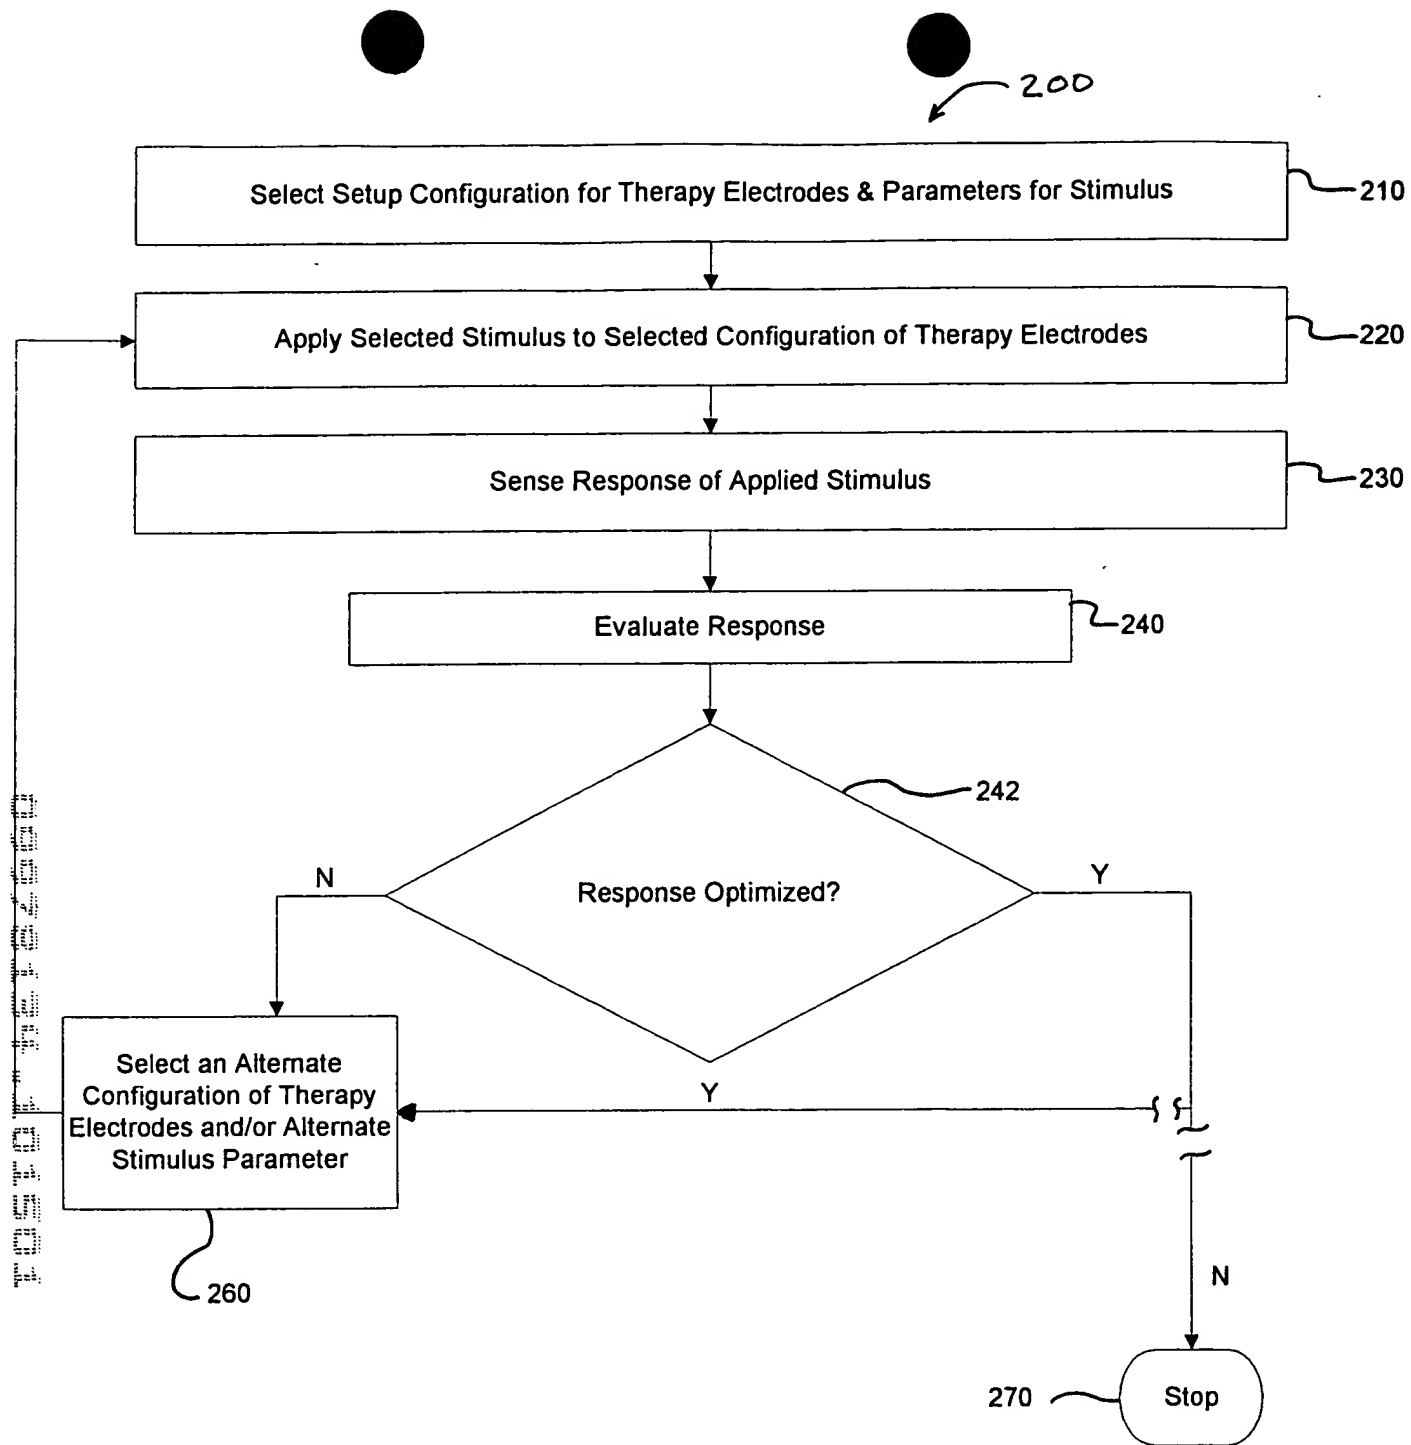 200
Select Setup Configuration for Therapy Electrodes & Parameters for Stimulus
210
Apply Selected Stimulus to Selected Configuration of Therapy Electrodes
220
Sense Response of Applied Stimulus
230
Evaluate Response
240
242
N
Response Optimized?
Y
Select an Alternate
Configuration of Therapy
Electrodes and/or Alternate
Stimulus Parameter
Y
260
N
270
Stop